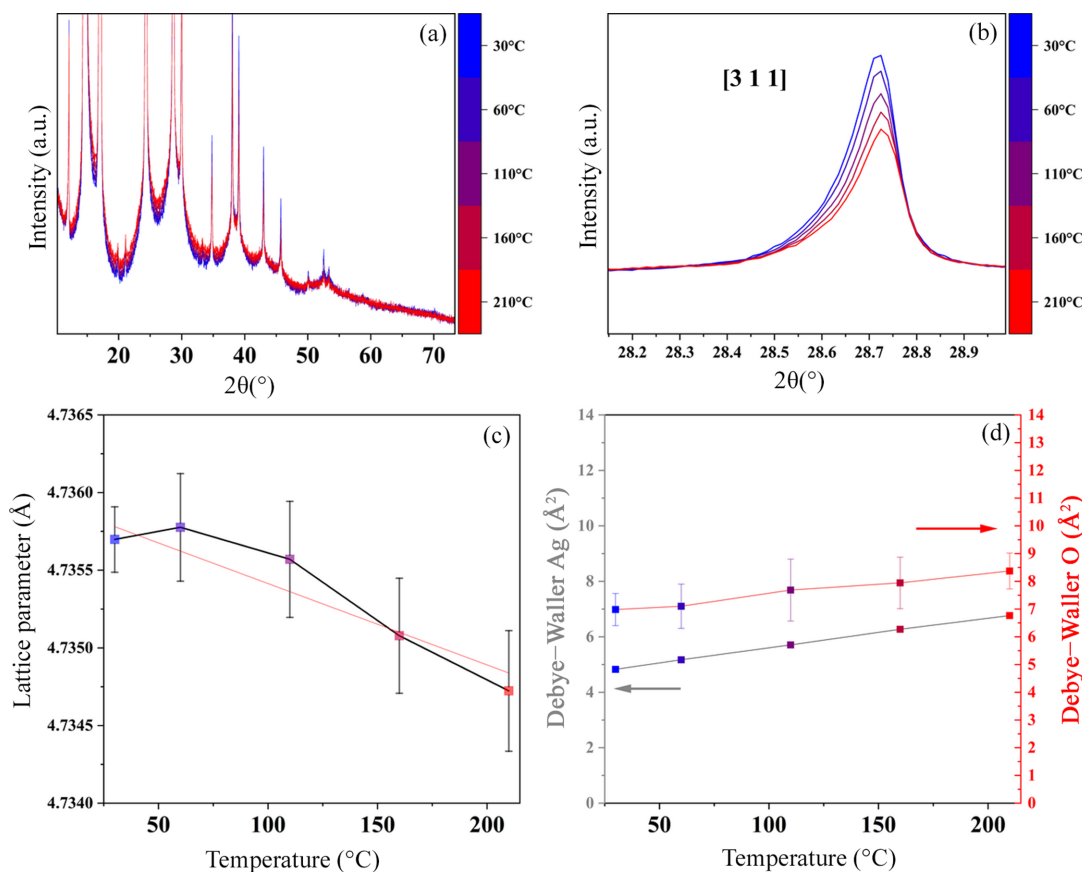 (a)
Intensity (a.u.)
20 30 40 50 60 70
2θ(°)
30°C
60°C
110°C
160°C
210°C
(b)
[3 1 1]
Intensity (a.u.)
28.2 28.3 28.4 28.5 28.6 28.7 28.8 28.9
2θ(°)
30°C
60°C
110°C
160°C
210°C
(c)
Lattice parameter (Å)
4.7365
4.7360
4.7355
4.7350
4.7345
4.7340
50 100 150 200
Temperature (°C)
(d)
Debye–Waller Ag (Å²)
14
12
10
8
6
4
2
0
50 100 150 200
Temperature (°C)
14
13
12
11
10
9
8
7
6
5
4
3
2
1
0
Debye–Waller O (Å²)